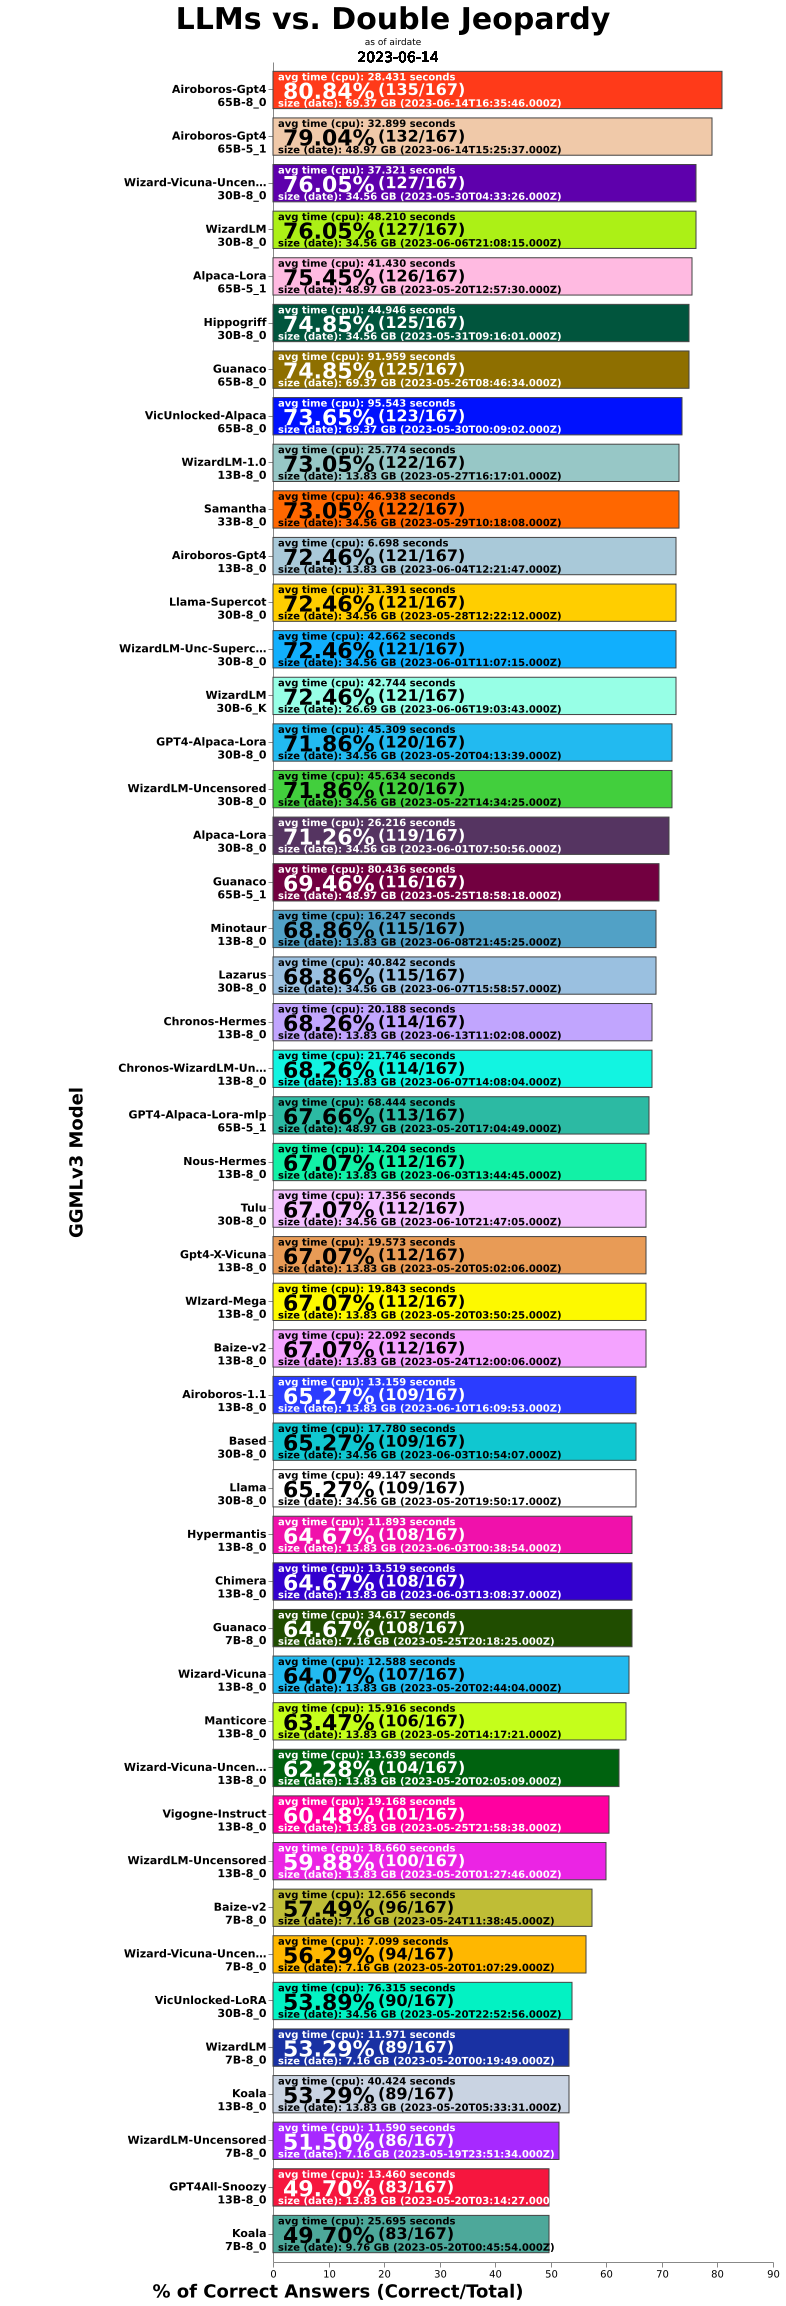 LLMs vs. Double Jeopardy
as of airdate
2023-06-14
Airoboros-Gpt4
65B-8_0
avg time (cpu): 28.431 seconds
80.84% (135/167)
size (date): 69.37 GB (2023-06-14T16:35:46.000Z)
Airoboros-Gpt4
65B-5_1
avg time (cpu): 32.899 seconds
79.04% (132/167)
size (date): 48.97 GB (2023-06-14T15:25:37.000Z)
Wizard-Vicuna-Uncen...
30B-8_0
avg time (cpu): 37.321 seconds
76.05% (127/167)
size (date): 34.56 GB (2023-05-30T04:33:26.000Z)
WizardLM
30B-8_0
avg time (cpu): 48.210 seconds
76.05% (127/167)
size (date): 34.56 GB (2023-06-06T21:08:15.000Z)
Alpaca-Lora
65B-5_1
avg time (cpu): 41.430 seconds
75.45% (126/167)
size (date): 48.97 GB (2023-05-20T12:57:30.000Z)
Hippogriff
30B-8_0
avg time (cpu): 44.946 seconds
74.85% (125/167)
size (date): 34.56 GB (2023-05-31T09:16:01.000Z)
Guanaco
65B-8_0
avg time (cpu): 91.959 seconds
74.85% (125/167)
size (date): 69.37 GB (2023-05-26T08:46:34.000Z)
VicUnlocked-Alpaca
65B-8_0
avg time (cpu): 95.543 seconds
73.65% (123/167)
size (date): 69.37 GB (2023-05-30T00:09:02.000Z)
WizardLM-1.0
13B-8_0
avg time (cpu): 25.774 seconds
73.05% (122/167)
size (date): 13.83 GB (2023-05-27T16:17:01.000Z)
Samantha
33B-8_0
avg time (cpu): 46.938 seconds
73.05% (122/167)
size (date): 34.56 GB (2023-05-29T10:18:08.000Z)
Airoboros-Gpt4
13B-8_0
avg time (cpu): 6.698 seconds
72.46% (121/167)
size (date): 13.83 GB (2023-06-04T12:21:47.000Z)
Llama-Supercot
30B-8_0
avg time (cpu): 31.391 seconds
72.46% (121/167)
size (date): 34.56 GB (2023-05-28T12:22:12.000Z)
WizardLM-Unc-Superc...
30B-8_0
avg time (cpu): 42.662 seconds
72.46% (121/167)
size (date): 34.56 GB (2023-06-01T11:07:15.000Z)
WizardLM
30B-6_K
avg time (cpu): 42.744 seconds
72.46% (121/167)
size (date): 26.69 GB (2023-06-06T19:03:43.000Z)
GPT4-Alpaca-Lora
30B-8_0
avg time (cpu): 45.309 seconds
71.86% (120/167)
size (date): 34.56 GB (2023-05-20T04:13:39.000Z)
WizardLM-Uncensored
30B-8_0
avg time (cpu): 45.634 seconds
71.86% (120/167)
size (date): 34.56 GB (2023-05-22T14:34:25.000Z)
Alpaca-Lora
30B-8_0
avg time (cpu): 26.216 seconds
71.26% (119/167)
size (date): 34.56 GB (2023-06-01T07:50:56.000Z)
Guanaco
65B-5_1
avg time (cpu): 80.436 seconds
69.46% (116/167)
size (date): 48.97 GB (2023-05-25T18:58:18.000Z)
Minotaur
13B-8_0
avg time (cpu): 16.247 seconds
68.86% (115/167)
size (date): 13.83 GB (2023-06-08T21:45:25.000Z)
Lazarus
30B-8_0
avg time (cpu): 40.842 seconds
68.86% (115/167)
size (date): 34.56 GB (2023-06-07T15:58:57.000Z)
Chronos-Hermes
13B-8_0
avg time (cpu): 20.188 seconds
68.26% (114/167)
size (date): 13.83 GB (2023-06-13T11:02:08.000Z)
Chronos-WizardLM-Un...
13B-8_0
avg time (cpu): 21.746 seconds
68.26% (114/167)
size (date): 13.83 GB (2023-06-07T14:08:04.000Z)
GPT4-Alpaca-Lora-mlp
65B-5_1
avg time (cpu): 68.444 seconds
67.66% (113/167)
size (date): 48.97 GB (2023-05-20T17:04:49.000Z)
Nous-Hermes
13B-8_0
avg time (cpu): 14.204 seconds
67.07% (112/167)
size (date): 13.83 GB (2023-06-03T13:44:45.000Z)
Tulu
30B-8_0
avg time (cpu): 17.356 seconds
67.07% (112/167)
size (date): 34.56 GB (2023-06-10T21:47:05.000Z)
Gpt4-X-Vicuna
13B-8_0
avg time (cpu): 19.573 seconds
67.07% (112/167)
size (date): 13.83 GB (2023-05-20T05:02:06.000Z)
WIzard-Mega
13B-8_0
avg time (cpu): 19.843 seconds
67.07% (112/167)
size (date): 13.83 GB (2023-05-20T03:50:25.000Z)
Baize-v2
13B-8_0
avg time (cpu): 22.092 seconds
67.07% (112/167)
size (date): 13.83 GB (2023-05-24T12:00:06.000Z)
Airoboros-1.1
13B-8_0
avg time (cpu): 13.159 seconds
65.27% (109/167)
size (date): 13.83 GB (2023-06-10T16:09:53.000Z)
Based
30B-8_0
avg time (cpu): 17.780 seconds
65.27% (109/167)
size (date): 34.56 GB (2023-06-03T10:54:07.000Z)
Llama
30B-8_0
avg time (cpu): 49.147 seconds
65.27% (109/167)
size (date): 34.56 GB (2023-05-20T19:50:17.000Z)
Hypermantis
13B-8_0
avg time (cpu): 11.893 seconds
64.67% (108/167)
size (date): 13.83 GB (2023-06-03T00:38:54.000Z)
Chimera
13B-8_0
avg time (cpu): 13.519 seconds
64.67% (108/167)
size (date): 13.83 GB (2023-06-03T13:08:37.000Z)
Guanaco
7B-8_0
avg time (cpu): 34.617 seconds
64.67% (108/167)
size (date): 7.16 GB (2023-05-25T20:18:25.000Z)
Wizard-Vicuna
13B-8_0
avg time (cpu): 12.588 seconds
64.07% (107/167)
size (date): 13.83 GB (2023-05-20T02:44:04.000Z)
Manticore
13B-8_0
avg time (cpu): 15.916 seconds
63.47% (106/167)
size (date): 13.83 GB (2023-05-20T14:17:21.000Z)
Wizard-Vicuna-Uncen...
13B-8_0
avg time (cpu): 13.639 seconds
62.28% (104/167)
size (date): 13.83 GB (2023-05-20T02:05:09.000Z)
Vigogne-Instruct
13B-8_0
avg time (cpu): 19.168 seconds
60.48% (101/167)
size (date): 13.83 GB (2023-05-25T21:58:38.000Z)
WizardLM-Uncensored
13B-8_0
avg time (cpu): 18.660 seconds
59.88% (100/167)
size (date): 13.83 GB (2023-05-20T01:27:46.000Z)
Baize-v2
7B-8_0
avg time (cpu): 12.656 seconds
57.49% (96/167)
size (date): 7.16 GB (2023-05-24T11:38:45.000Z)
Wizard-Vicuna-Uncen...
7B-8_0
avg time (cpu): 7.099 seconds
56.29% (94/167)
size (date): 7.16 GB (2023-05-20T01:07:29.000Z)
VicUnlocked-LoRA
30B-8_0
avg time (cpu): 76.315 seconds
53.89% (90/167)
size (date): 34.56 GB (2023-05-20T22:52:56.000Z)
WizardLM
7B-8_0
avg time (cpu): 11.971 seconds
53.29% (89/167)
size (date): 7.16 GB (2023-05-20T00:19:49.000Z)
Koala
13B-8_0
avg time (cpu): 40.424 seconds
53.29% (89/167)
size (date): 13.83 GB (2023-05-20T05:33:31.000Z)
WizardLM-Uncensored
7B-8_0
avg time (cpu): 11.590 seconds
51.50% (86/167)
size (date): 7.16 GB (2023-05-19T23:51:34.000Z)
GPT4All-Snoozy
13B-8_0
avg time (cpu): 13.460 seconds
49.70% (83/167)
size (date): 13.83 GB (2023-05-20T03:14:27.000
Koala
7B-8_0
avg time (cpu): 25.695 seconds
49.70% (83/167)
size (date): 9.76 GB (2023-05-20T00:45:54.000Z)
GGMLv3 Model
0 10 20 30 40 50 60 70 80 90
% of Correct Answers (Correct/Total)